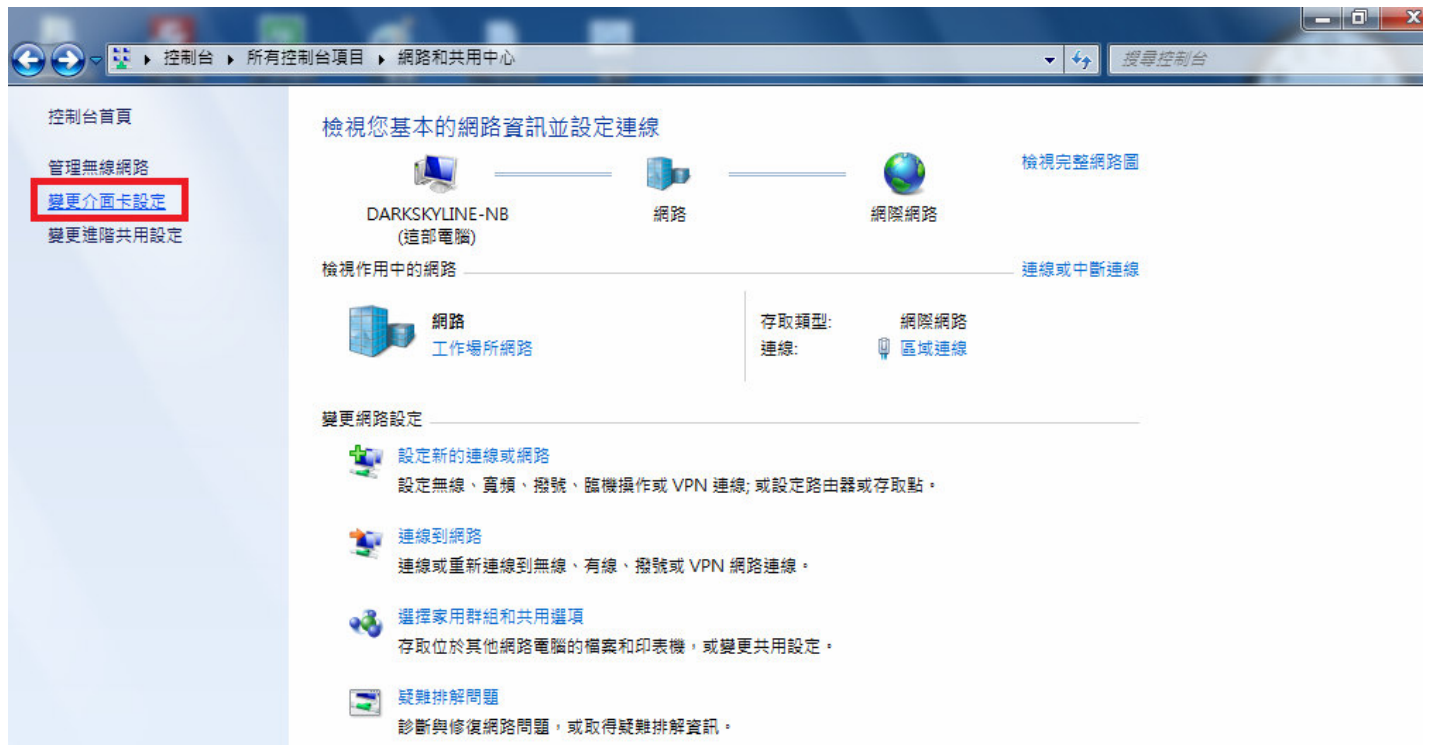 控制台 ▸ 所有控制台項目 ▸ 網路和共用中心
搜尋控制台
控制台首頁
管理無線網路
變更介面卡設定
變更進階共用設定
檢視您基本的網路資訊並設定連線
檢視完整網路圖
DARKSKYLINE-NB
(這部電腦)
網路
網際網路
檢視作用中的網路
連線或中斷連線
網路
工作場所網路
存取類型: 網際網路
連線: 區域連線
變更網路設定
設定新的連線或網路
設定無線、寬頻、撥號、臨機操作或 VPN 連線; 或設定路由器或存取點。
連線到網路
連線或重新連線到無線、有線、撥號或 VPN 網路連線。
選擇家用群組和共用選項
存取位於其他網路電腦的檔案和印表機，或變更共用設定。
疑難排解問題
診斷與修復網路問題，或取得疑難排解資訊。